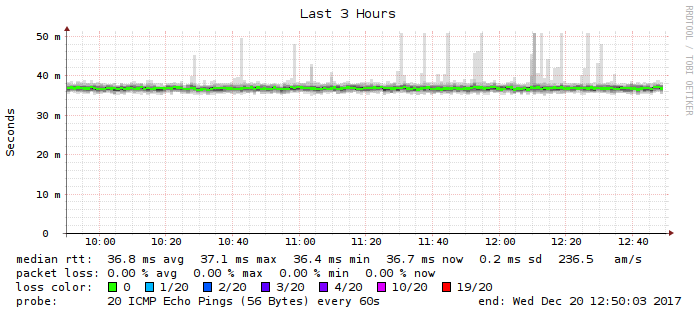 Last 3 Hours
RRDTOOL / TOBI OETIKER
Seconds
50 m
40 m
30 m
20 m
10 m
0
10:00 10:20 10:40 11:00 11:20 11:40 12:00 12:20 12:40
median rtt: 36.8 ms avg 37.1 ms max 36.4 ms min 36.7 ms now 0.2 ms sd 236.5 am/s
packet loss: 0.00 % avg 0.00 % max 0.00 % min 0.00 % now
loss color: 0 1/20 2/20 3/20 4/20 10/20 19/20
probe: 20 ICMP Echo Pings (56 Bytes) every 60s end: Wed Dec 20 12:50:03 2017